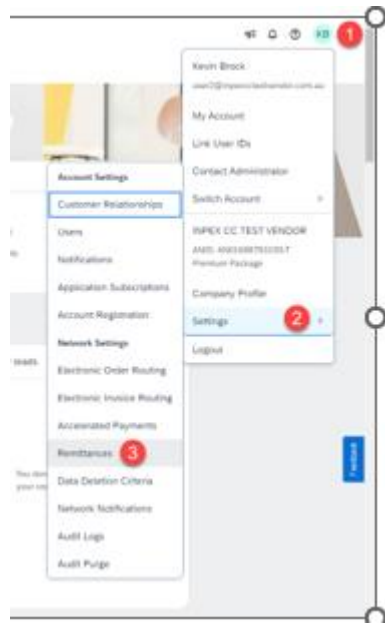 KB 1
Kevin Brock
My Account
Link User IDs
Contact Administrator
Switch Account
INPEX CC TEST VENDOR
Premium Package
Company Profile
Settings 2
Logout
Account Settings
Customer Relationships
Users
Notifications
Application Subscriptions
Account Registration
Network Settings
Electronic Order Routing
Electronic Invoice Routing
Accelerated Payments
Remittances 3
Data Deletion Criteria
Network Notifications
Audit Logs
Audit Purge
Feedback